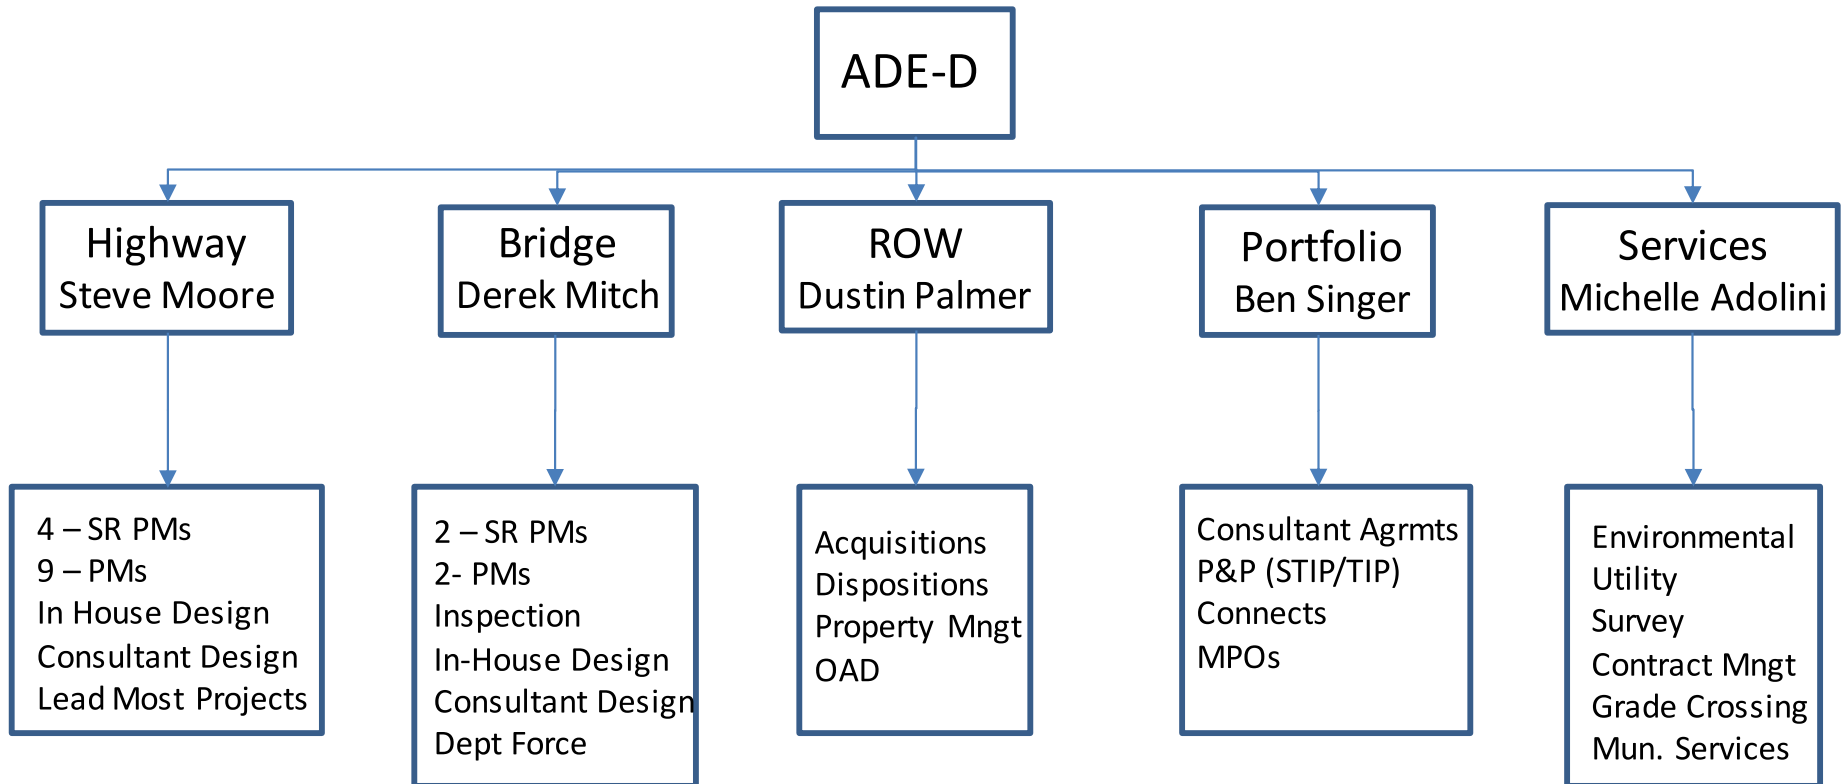 ADE-D
Highway
Steve Moore
Bridge
Derek Mitch
ROW
Dustin Palmer
Portfolio
Ben Singer
Services
Michelle Adolini
4 – SR PMs
9 – PMs
In House Design
Consultant Design
Lead Most Projects
2 – SR PMs
2- PMs
Inspection
In-House Design
Consultant Design
Dept Force
Acquisitions
Dispositions
Property Mngt
OAD
Consultant Agrmts
P&P (STIP/TIP)
Connects
MPOs
Environmental
Utility
Survey
Contract Mngt
Grade Crossing
Mun. Services